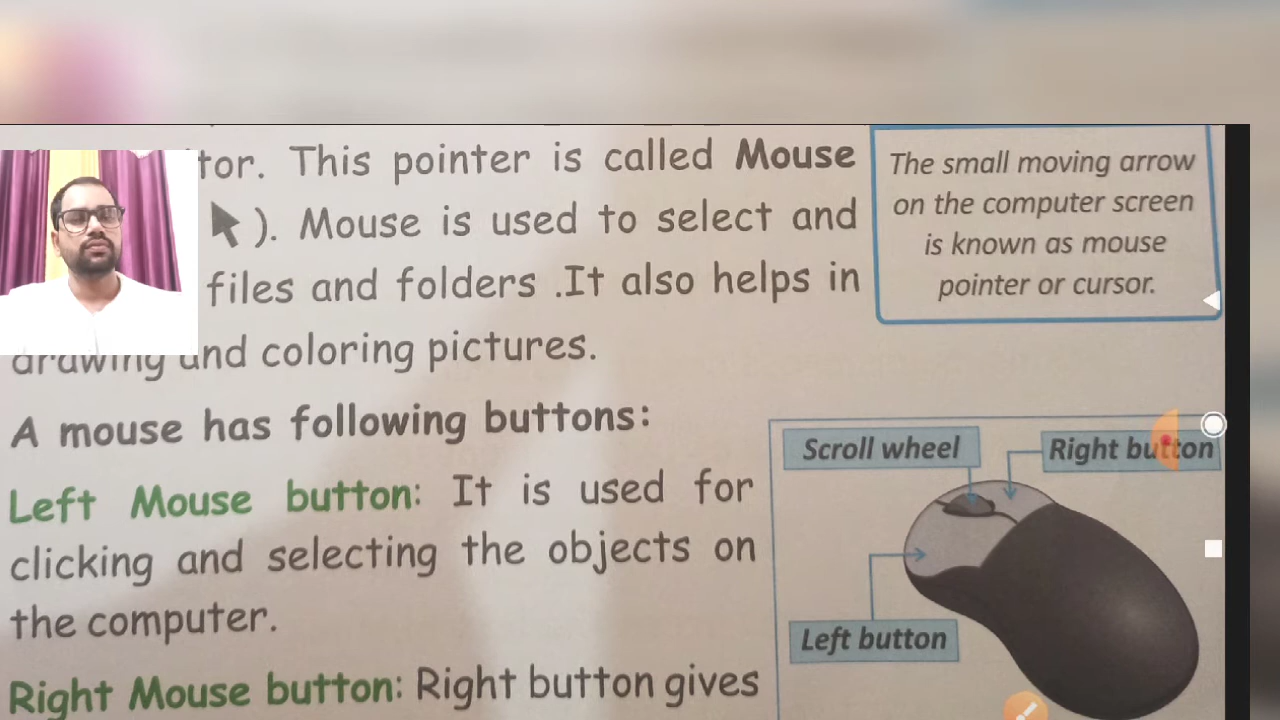 tor. This pointer is called Mouse
). Mouse is used to select and
files and folders .It also helps in
drawing and coloring pictures.
The small moving arrow
on the computer screen
is known as mouse
pointer or cursor.
A mouse has following buttons:
Left Mouse button: It is used for
clicking and selecting the objects on
the computer.
Right Mouse button: Right button gives
Scroll wheel
Right button
Left button